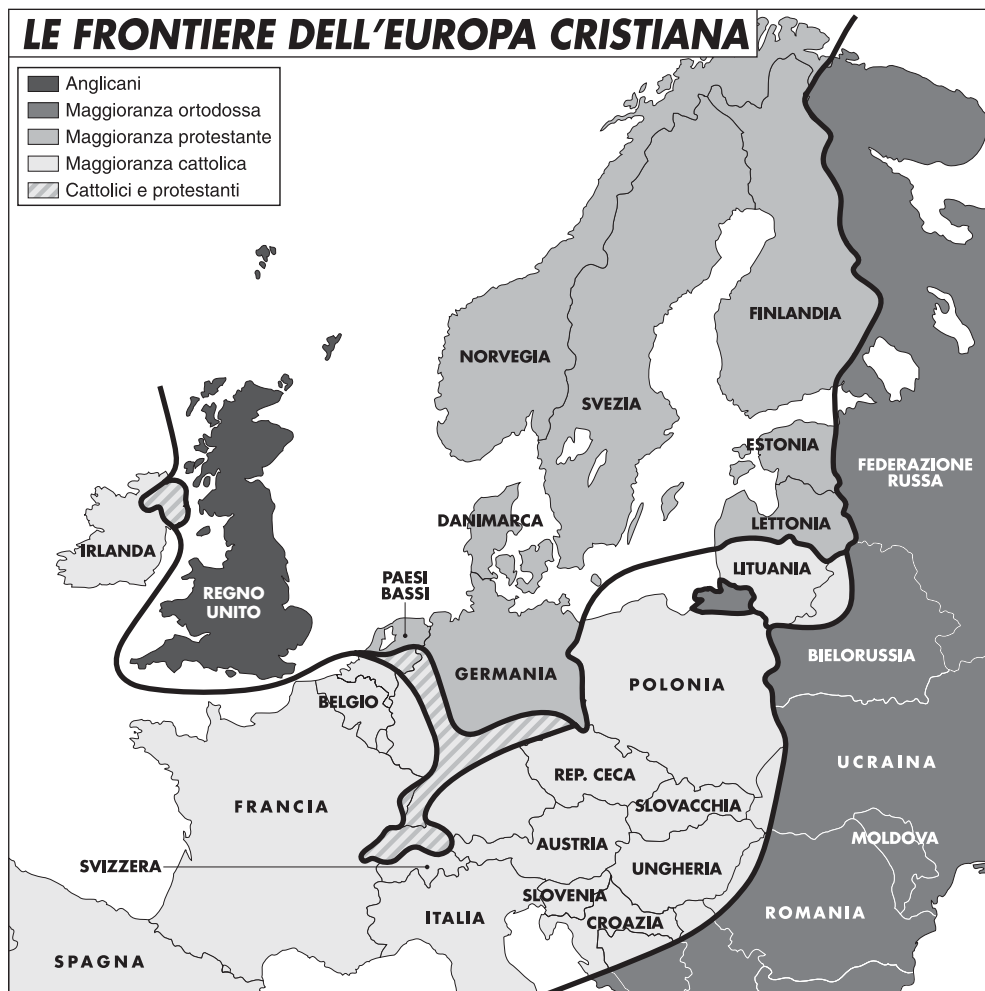 LE FRONTIERE DELL'EUROPA CRISTIANA
Anglicani
Maggioranza ortodossa
Maggioranza protestante
Maggioranza cattolica
Cattolici e protestanti
FINLANDIA
NORVEGIA
SVEZIA
ESTONIA
FEDERAZIONE
RUSSA
DANIMARCA
LETTONIA
IRLANDA
LITUANIA
PAESI
BASSI
REGNO
UNITO
BIELORUSSIA
GERMANIA
POLONIA
BELGIO
UCRAINA
REP. CECA
FRANCIA
SLOVACCHIA
MOLDOVA
AUSTRIA
SVIZZERA
UNGHERIA
SLOVENIA
ROMANIA
ITALIA
CROAZIA
SPAGNA